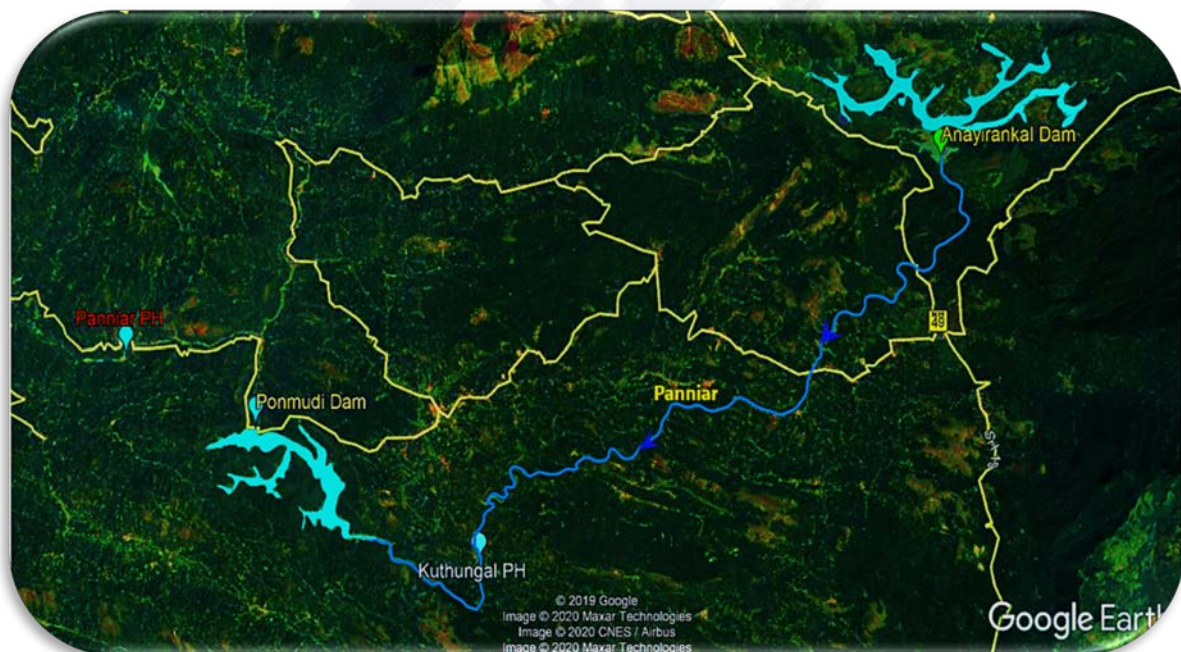 Anayirankal Dam
Panniar PH
49
Ponmudi Dam
Panniar
Kuthungal PH
© 2019 Google
Image © 2020 Maxar Technologies
Image © 2020 CNES / Airbus
Image © 2020 Maxar Technologies
Google Earth